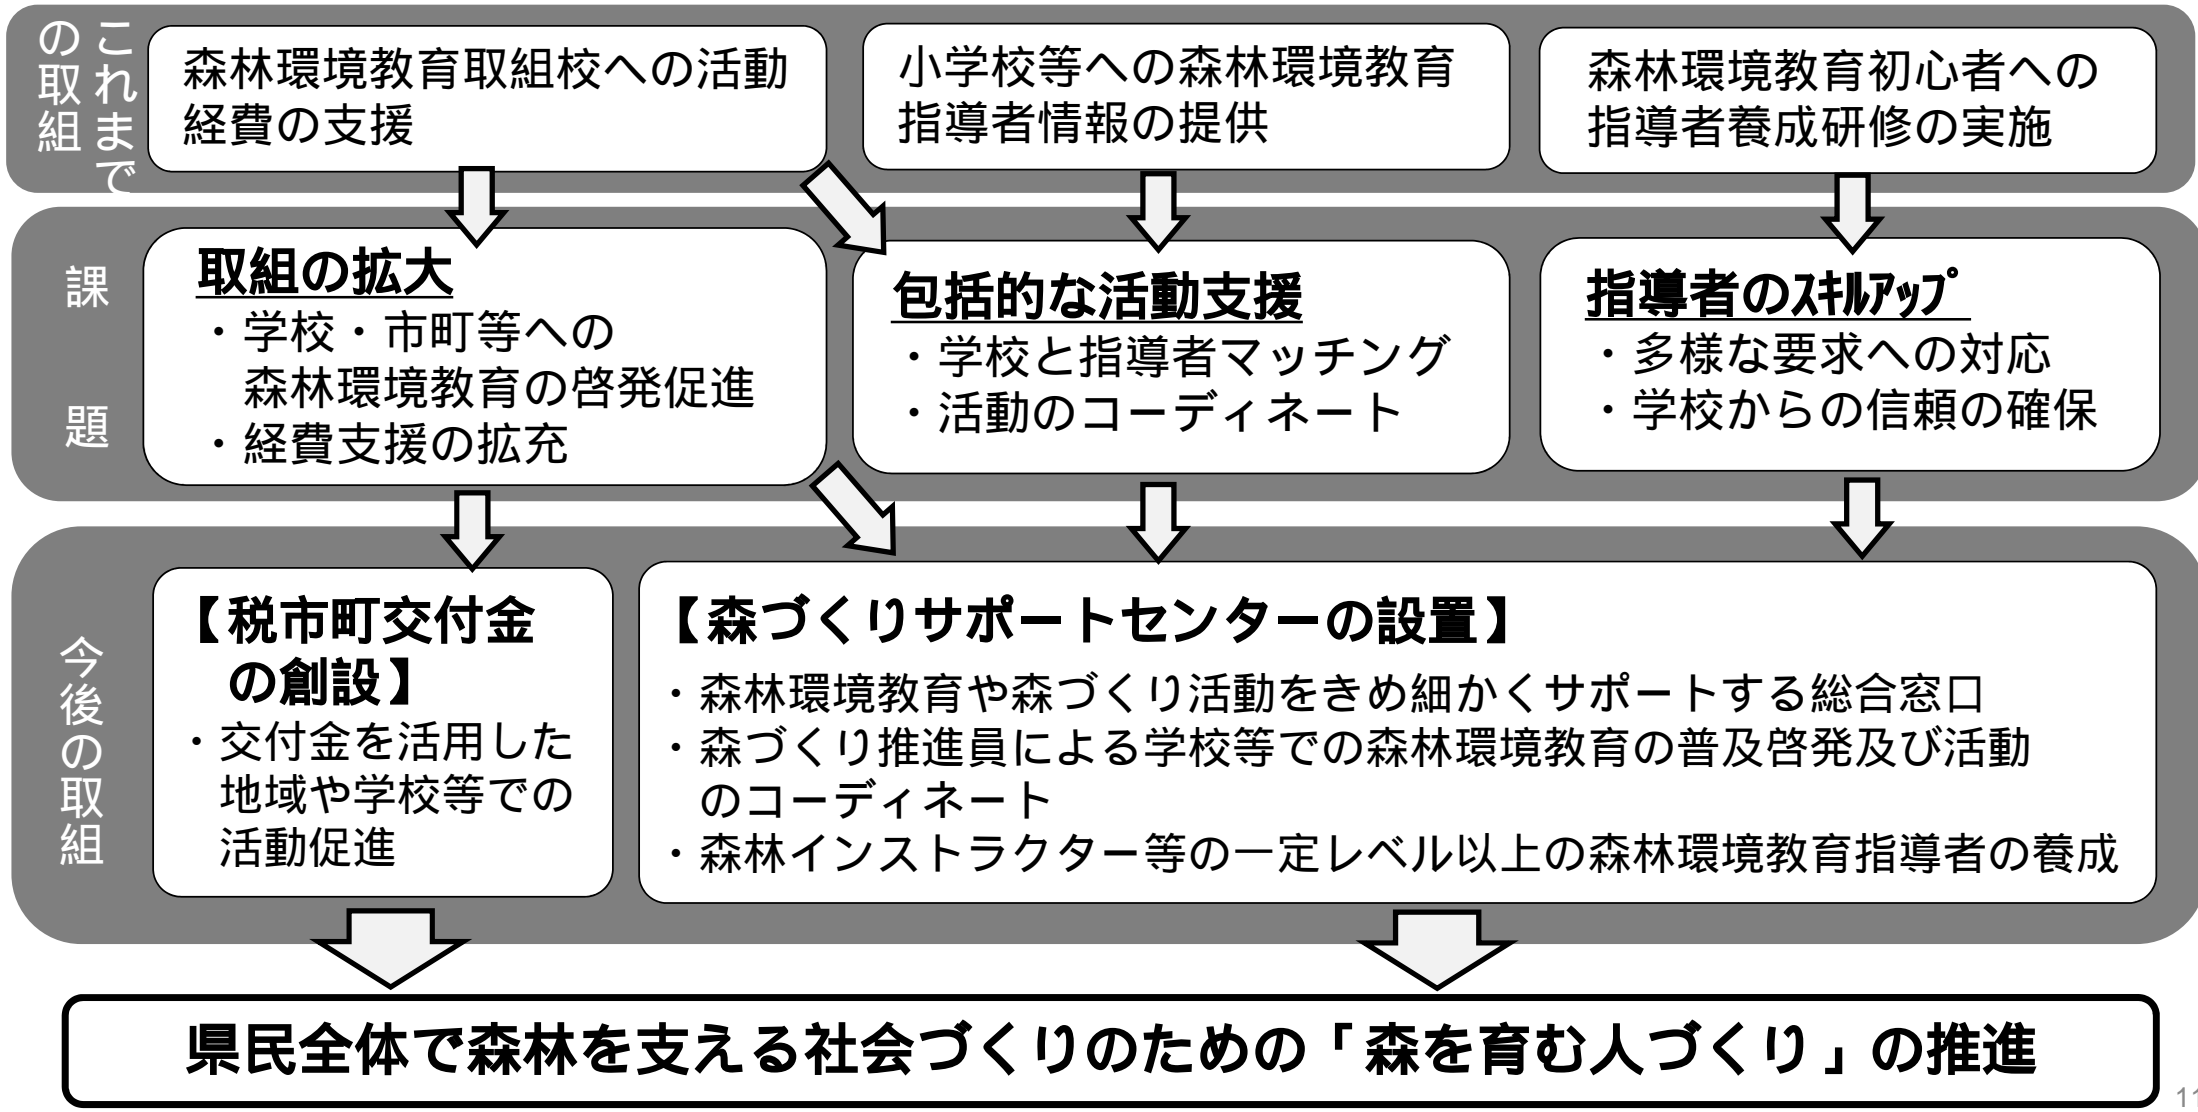 これまで
の取組
森林環境教育取組校への活動
経費の支援
小学校等への森林環境教育
指導者情報の提供
森林環境教育初心者への
指導者養成研修の実施
課題
取組の拡大
・学校・市町等への
森林環境教育の啓発促進
・経費支援の拡充
包括的な活動支援
・学校と指導者マッチング
・活動のコーディネート
指導者のｽｷﾙｱｯﾌﾟ
・多様な要求への対応
・学校からの信頼の確保
今後の取組
【税市町交付金
の創設】
・交付金を活用した
地域や学校等での
活動促進
【森づくりサポートセンターの設置】
・森林環境教育や森づくり活動をきめ細かくサポートする総合窓口
・森づくり推進員による学校等での森林環境教育の普及啓発及び活動
のコーディネート
・森林インストラクター等の一定レベル以上の森林環境教育指導者の養成
県民全体で森林を支える社会づくりのための「森を育む人づくり」の推進
11